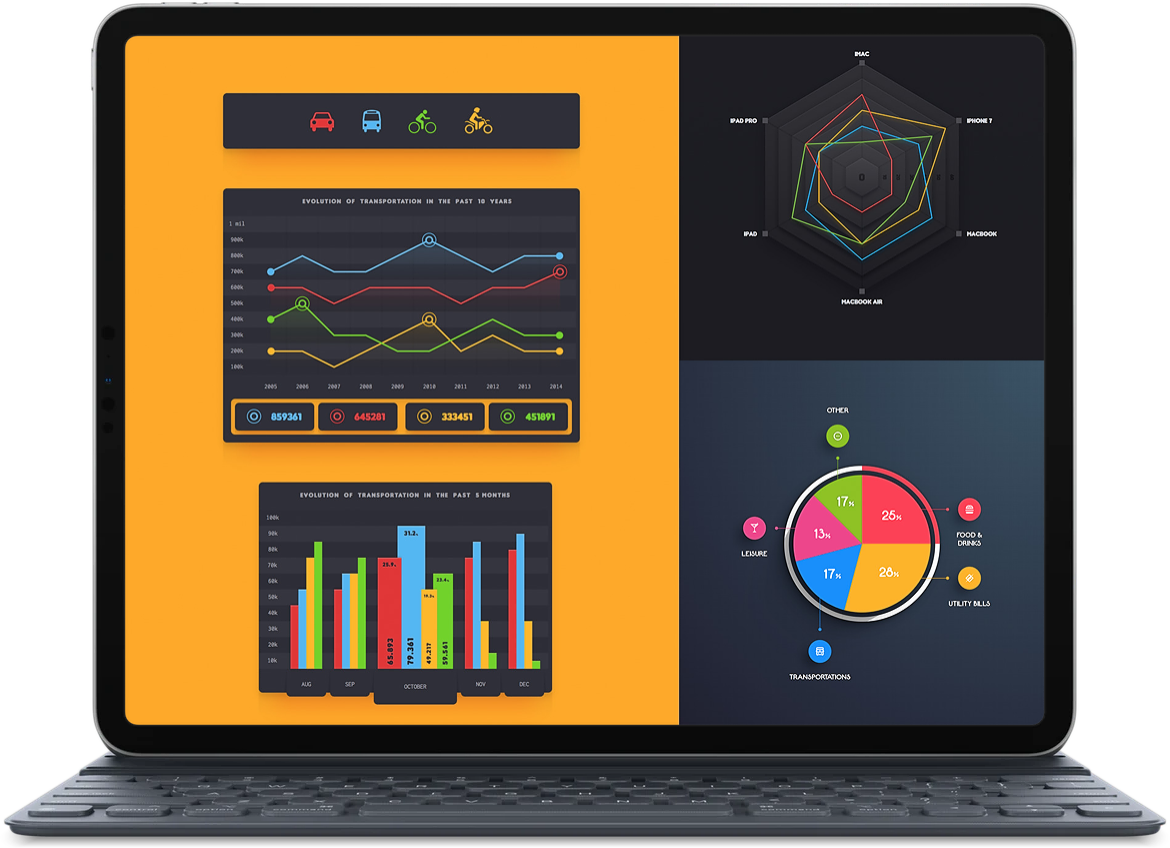 EVOLUTION OF TRANSPORTATION IN THE PAST 10 YEARS
1 mil
900k
800k
700k
600k
500k
400k
300k
200k
100k
2005 2006 2007 2008 2009 2010 2011 2012 2013 2014
859361 645281 333451 451891
EVOLUTION OF TRANSPORTATION IN THE PAST 5 MONTHS
100k
90k
80k
70k
60k
50k
40k
30k
20k
10k
31.2%
25.9%
23.4%
19.3%
65.893
79.361
49.217
59.561
AUG SEP OCTOBER NOV DEC
IMAC
IPAD PRO
IPHONE 7
IPAD
MACBOOK
MACBOOK AIR
OTHER
17%
25%
13%
17%
28%
FOOD &
DRINKS
LEISURE
UTILITY BILLS
TRANSPORTATIONS